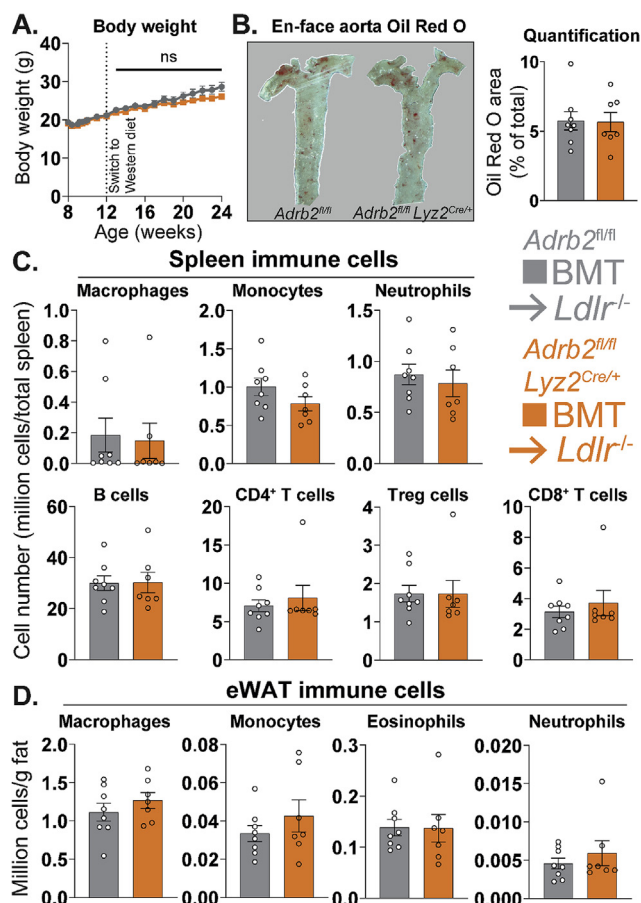 A.
Body weight
Body weight (g)
40
30
20
10
0
ns
Switch to
Western diet
8 12 16 20 24
Age (weeks)
B. En-face aorta Oil Red O
Adrb2fl/fl
Adrb2fl/fl Lyz2Cre/+
Quantification
Oil Red O area
(% of total)
10
5
0
Adrb2fl/fl
BMT
→ Ldlr-/-
Adrb2fl/fl
Lyz2Cre/+
BMT
→ Ldlr-/-
C. Spleen immune cells
Cell number (million cells/total spleen)
Macrophages
1.0
0.8
0.6
0.4
0.2
0.0
Monocytes
2.0
1.5
1.0
0.5
0.0
Neutrophils
1.5
1.0
0.5
0.0
B cells
60
40
20
0
CD4+ T cells
20
15
10
5
0
Treg cells
4
3
2
1
0
CD8+ T cells
10
8
6
4
2
0
D. eWAT immune cells
Million cells/g fat
Macrophages
2.0
1.5
1.0
0.5
0.0
Monocytes
0.08
0.06
0.04
0.02
0.00
Eosinophils
0.3
0.2
0.1
0.0
Neutrophils
0.020
0.015
0.010
0.005
0.000